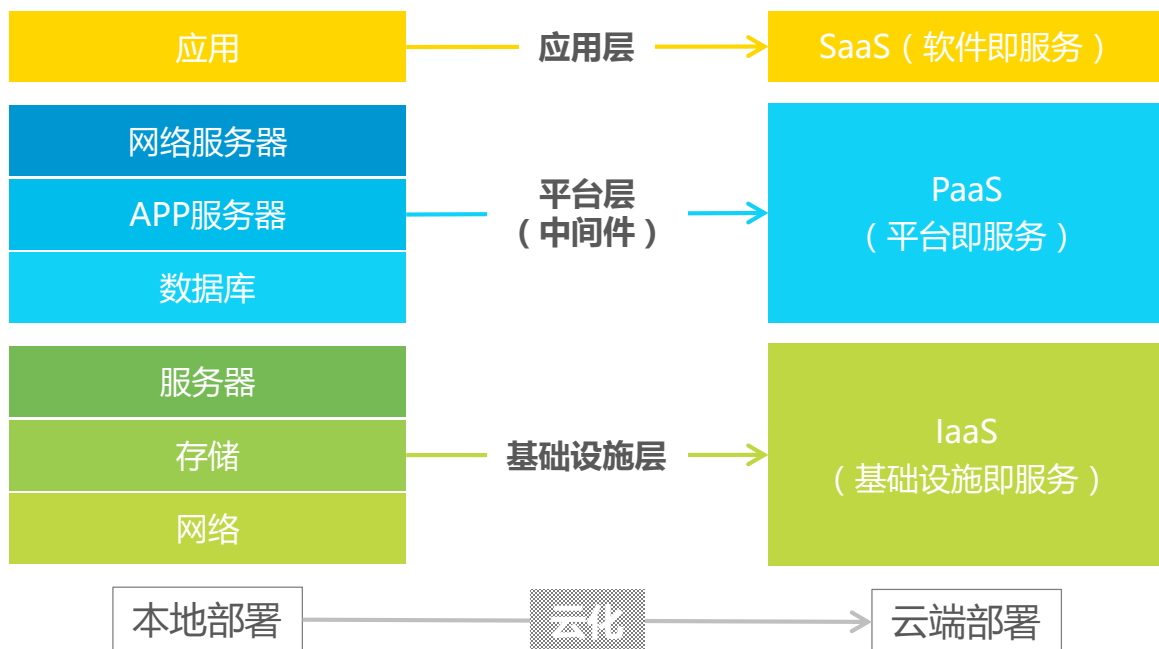 应用
应用层
SaaS（软件即服务）
网络服务器
APP服务器
数据库
平台层
（中间件）
PaaS
（平台即服务）
服务器
存储
网络
基础设施层
IaaS
（基础设施即服务）
本地部署
云化
云端部署